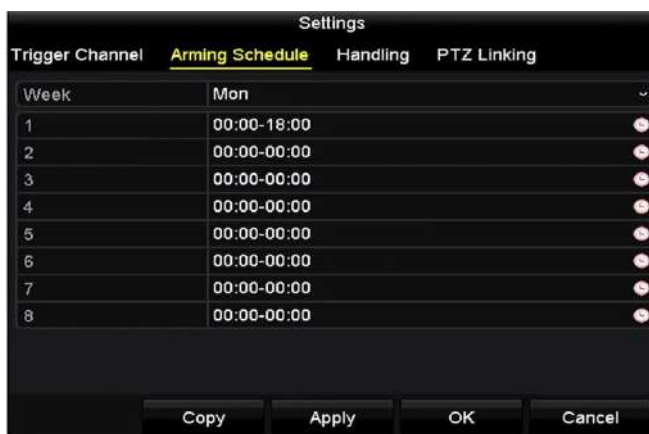 Settings
Trigger Channel Arming Schedule Handling PTZ Linking
Week Mon
1 00:00-18:00
2 00:00-00:00
3 00:00-00:00
4 00:00-00:00
5 00:00-00:00
6 00:00-00:00
7 00:00-00:00
8 00:00-00:00
Copy Apply OK Cancel